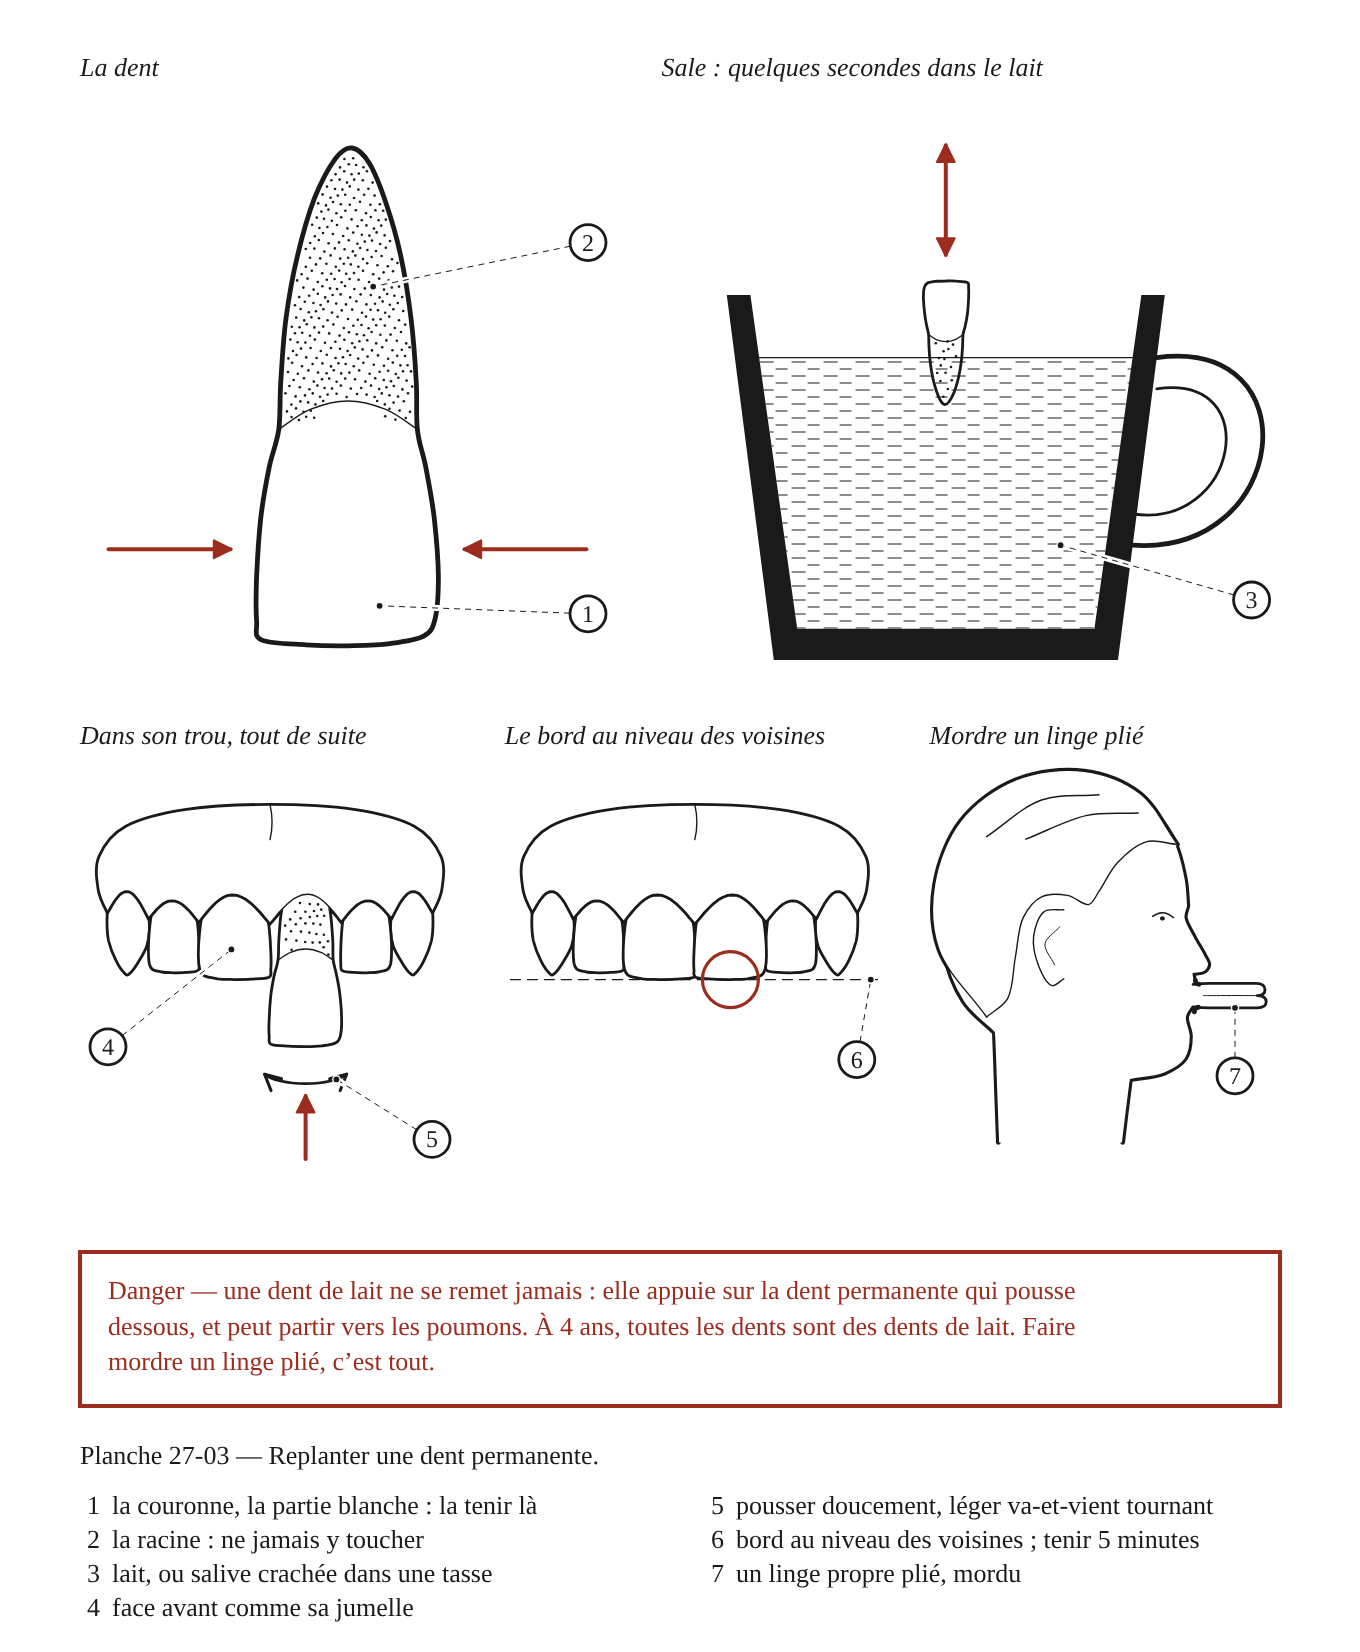 La dent
Sale : quelques secondes dans le lait
2
1
3
Dans son trou, tout de suite
Le bord au niveau des voisines
Mordre un linge plié
4
5
6
7
Danger — une dent de lait ne se remet jamais : elle appuie sur la dent permanente qui pousse
dessous, et peut partir vers les poumons. À 4 ans, toutes les dents sont des dents de lait. Faire
mordre un linge plié, c’est tout.
Planche 27-03 — Replanter une dent permanente.
1 la couronne, la partie blanche : la tenir là
2 la racine : ne jamais y toucher
3 lait, ou salive crachée dans une tasse
4 face avant comme sa jumelle
5 pousser doucement, léger va-et-vient tournant
6 bord au niveau des voisines ; tenir 5 minutes
7 un linge propre plié, mordu